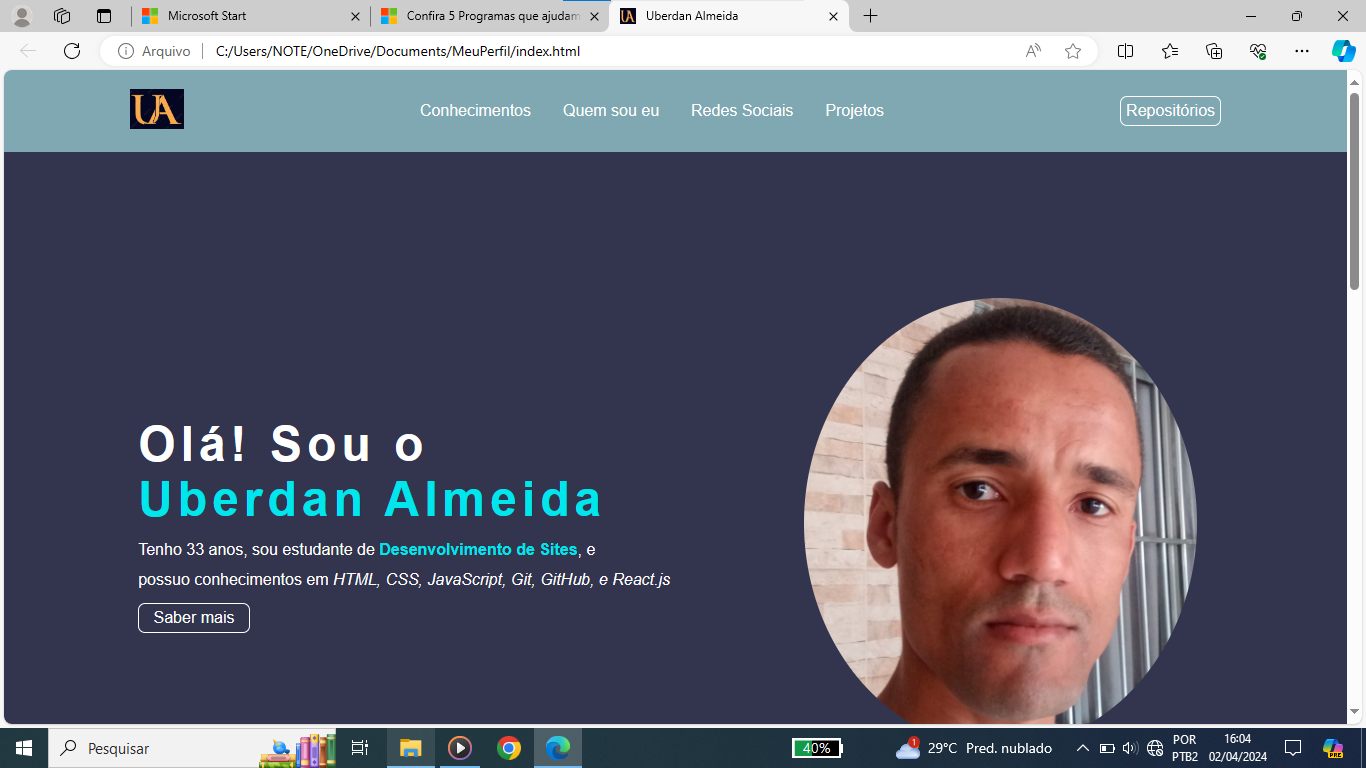 Microsoft Start
Confira 5 Programas que ajudam
Uberdan Almeida
Arquivo
C:/Users/NOTE/OneDrive/Documents/MeuPerfil/index.html
UA
Conhecimentos
Quem sou eu
Redes Sociais
Projetos
Repositórios
Olá! Sou o
Uberdan Almeida
Tenho 33 anos, sou estudante de Desenvolvimento de Sites, e
possuo conhecimentos em HTML, CSS, JavaScript, Git, GitHub, e React.js
Saber mais
Pesquisar
40%
1
29°C Pred. nublado
POR
PTB2
16:04
02/04/2024
PRE